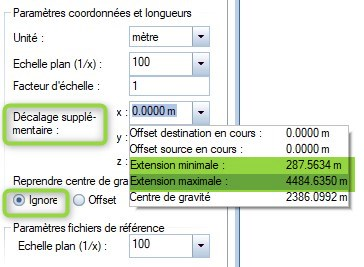 Paramètres coordonnées et longueurs
Unité : mètre
Echelle plan (1/x) : 100
Facteur d'échelle : 1
Décalage supplé-
mentaire :
x : 0.0000 m
y :
z :
Offset destination en cours : 0.0000 m
Offset source en cours : 0.0000 m
Extension minimale : 287.5634 m
Extension maximale : 4484.6350 m
Centre de gravité 2386.0992 m
Reprendre centre de gra
Ignore Offset
Paramètres fichiers de référence
Echelle plan (1/x) : 100